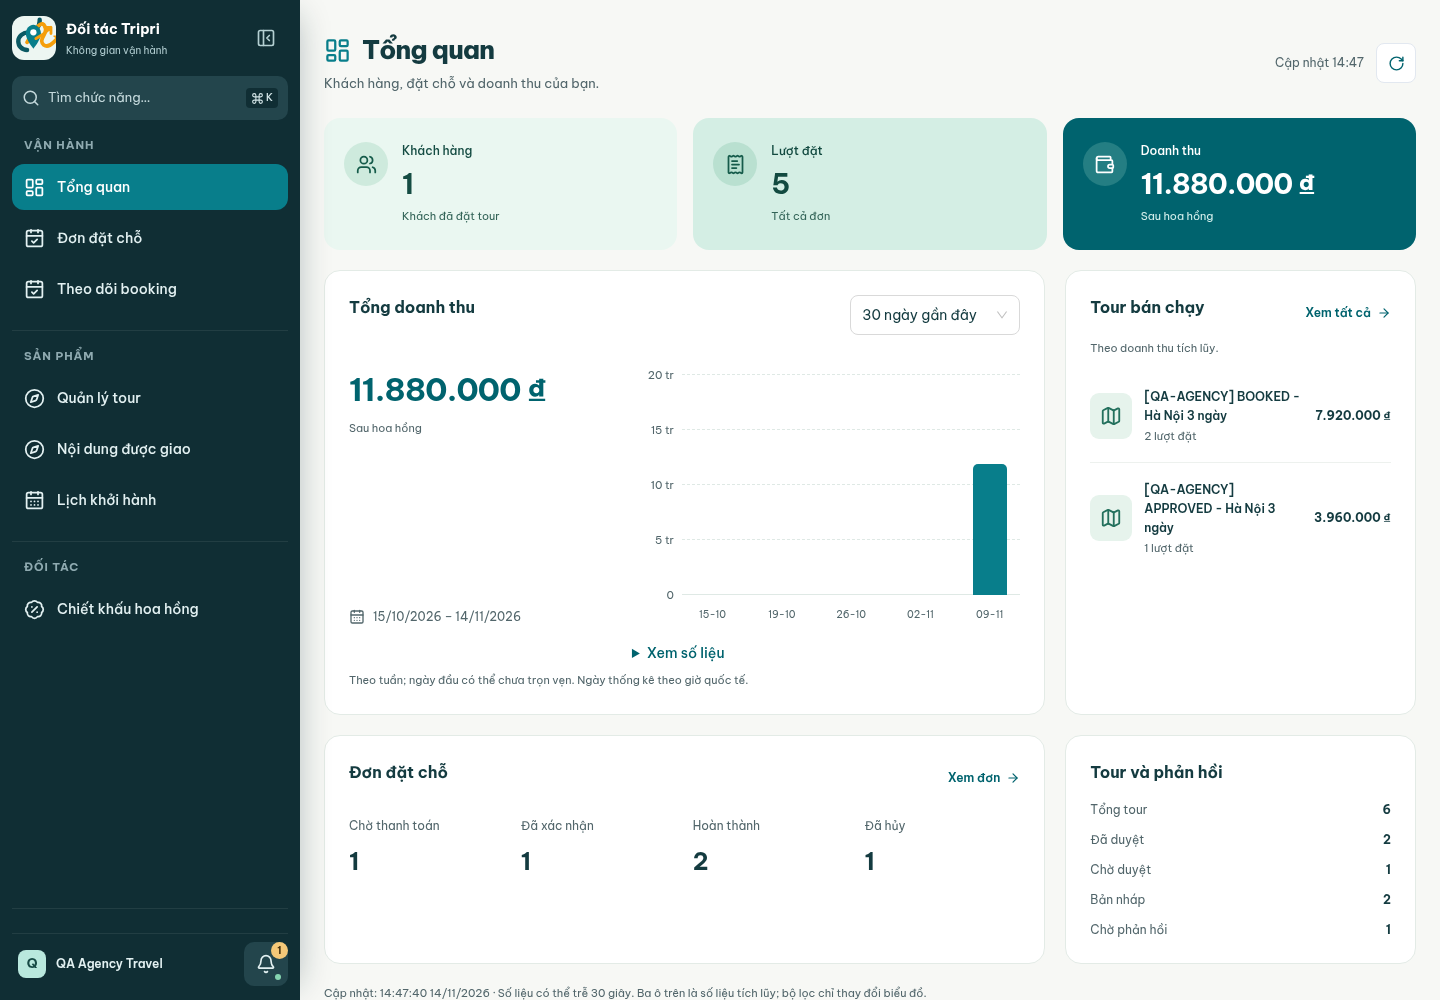 Đối tác Tripri
Không gian vận hành
Tìm chức năng...
⌘ K
VẬN HÀNH
Tổng quan
Đơn đặt chỗ
Theo dõi booking
SẢN PHẨM
Quản lý tour
Nội dung được giao
Lịch khởi hành
ĐỐI TÁC
Chiết khấu hoa hồng
Q
QA Agency Travel
1
Tổng quan
Khách hàng, đặt chỗ và doanh thu của bạn.
Cập nhật 14:47
Khách hàng
1
Khách đã đặt tour
Lượt đặt
5
Tất cả đơn
Doanh thu
11.880.000 ₫
Sau hoa hồng
Tổng doanh thu
30 ngày gần đây
11.880.000 ₫
Sau hoa hồng
15/10/2026 – 14/11/2026
20 tr
15 tr
10 tr
5 tr
0
15-10 19-10 26-10 02-11 09-11
Xem số liệu
Theo tuần; ngày đầu có thể chưa trọn vẹn. Ngày thống kê theo giờ quốc tế.
Tour bán chạy
Xem tất cả
Theo doanh thu tích lũy.
[QA-AGENCY] BOOKED -
Hà Nội 3 ngày
2 lượt đặt
7.920.000 ₫
[QA-AGENCY]
APPROVED - Hà Nội 3
ngày
1 lượt đặt
3.960.000 ₫
Đơn đặt chỗ
Xem đơn
Chờ thanh toán
1
Đã xác nhận
1
Hoàn thành
2
Đã hủy
1
Tour và phản hồi
Tổng tour 6
Đã duyệt 2
Chờ duyệt 1
Bản nháp 2
Chờ phản hồi 1
Cập nhật: 14:47:40 14/11/2026 · Số liệu có thể trễ 30 giây. Ba ô trên là số liệu tích lũy; bộ lọc chỉ thay đổi biểu đồ.